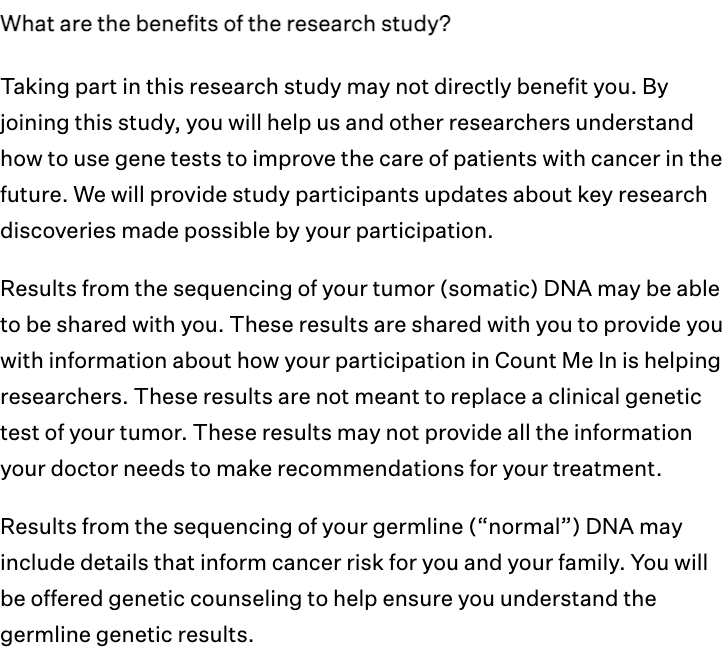 What are the benefits of the research study?
Taking part in this research study may not directly benefit you. By
joining this study, you will help us and other researchers understand
how to use gene tests to improve the care of patients with cancer in the
future. We will provide study participants updates about key research
discoveries made possible by your participation.
Results from the sequencing of your tumor (somatic) DNA may be able
to be shared with you. These results are shared with you to provide you
with information about how your participation in Count Me In is helping
researchers. These results are not meant to replace a clinical genetic
test of your tumor. These results may not provide all the information
your doctor needs to make recommendations for your treatment.
Results from the sequencing of your germline (“normal”) DNA may
include details that inform cancer risk for you and your family. You will
be offered genetic counseling to help ensure you understand the
germline genetic results.